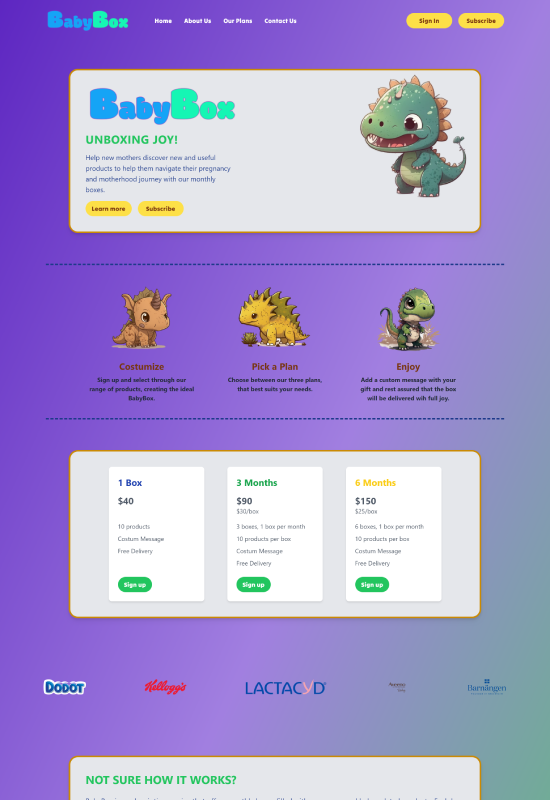 BabyBox
Home About Us Our Plans Contact Us
Sign In Subscribe
BabyBox
UNBOXING JOY!
Help new mothers discover new and useful
products to help them navigate their pregnancy
and motherhood journey with our monthly
boxes.
Learn more Subscribe
Costumize Pick a Plan Enjoy
Sign up and select through our
range of products, creating the ideal
BabyBox.
Choose between our three plans,
that best suits your needs.
Add a custom message with your
gift and rest assured that the box
will be delivered wih full joy.
1 Box
$40
10 products
Costum Message
Free Delivery
Sign up
3 Months
$90
$30/box
3 boxes, 1 box per month
10 products per box
Costum Message
Free Delivery
Sign up
6 Months
$150
$25/box
6 boxes, 1 box per month
10 products per box
Costum Message
Free Delivery
Sign up
DODOT
Kellogg's
LACTACYD
Barnängen
NOT SURE HOW IT WORKS?